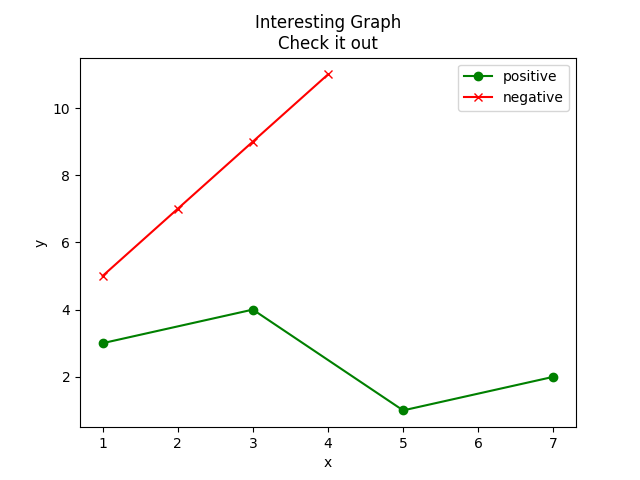 Interesting Graph
Check it out
positive
negative
10
8
6
4
2
y
1 2 3 4 5 6 7
x